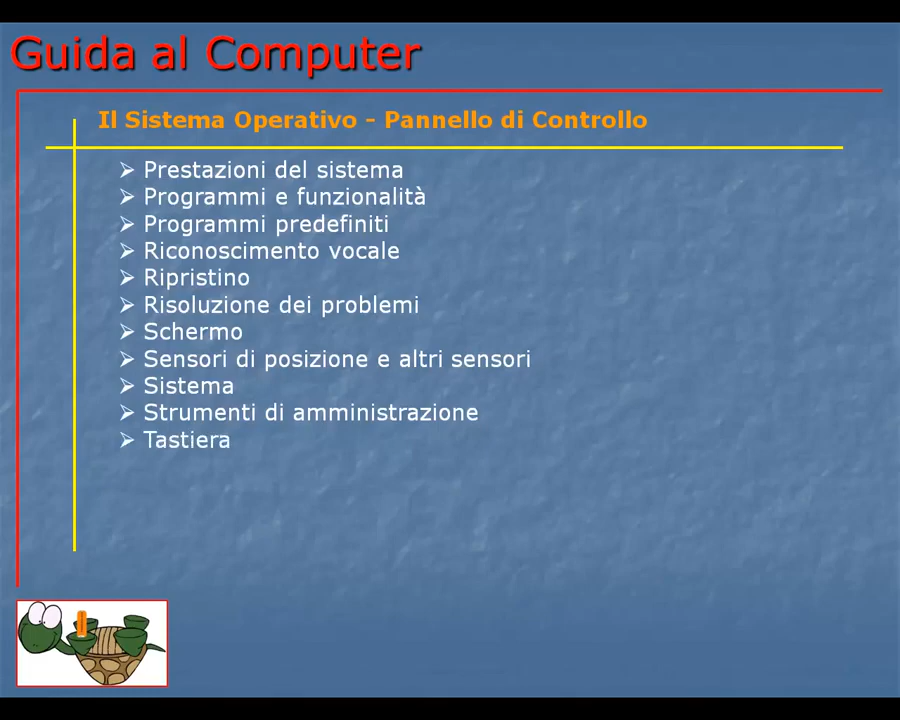 Guida al Computer
Il Sistema Operativo - Pannello di Controllo
Prestazioni del sistema
Programmi e funzionalità
Programmi predefiniti
Riconoscimento vocale
Ripristino
Risoluzione dei problemi
Schermo
Sensori di posizione e altri sensori
Sistema
Strumenti di amministrazione
Tastiera